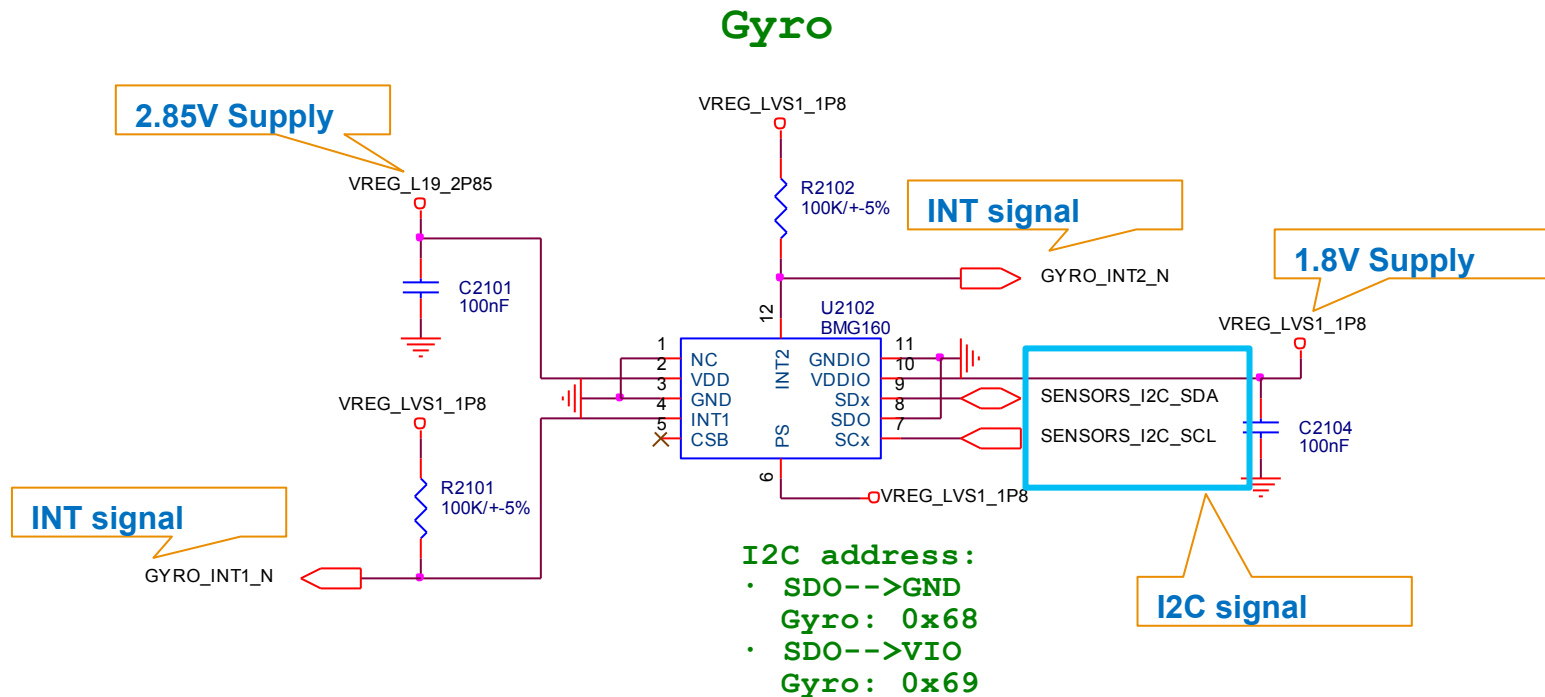 Gyro
2.85V Supply
VREG_L19_2P85
C2101
100nF
VREG_LVS1_1P8
R2102
100K/+-5%
INT signal
GYRO_INT2_N
1.8V Supply
VREG_LVS1_1P8
C2104
100nF
U2102
BMG160
12
INT2
1
NC
2
VDD
3
GND
4
INT1
5
CSB
11
GNDIO
10
VDDIO
9
SDx
8
SDO
7
SCx
PS
6
VREG_LVS1_1P8
SENSORS_I2C_SDA
SENSORS_I2C_SCL
I2C signal
VREG_LVS1_1P8
R2101
100K/+-5%
INT signal
GYRO_INT1_N
I2C address:
· SDO-->GND
Gyro: 0x68
· SDO-->VIO
Gyro: 0x69